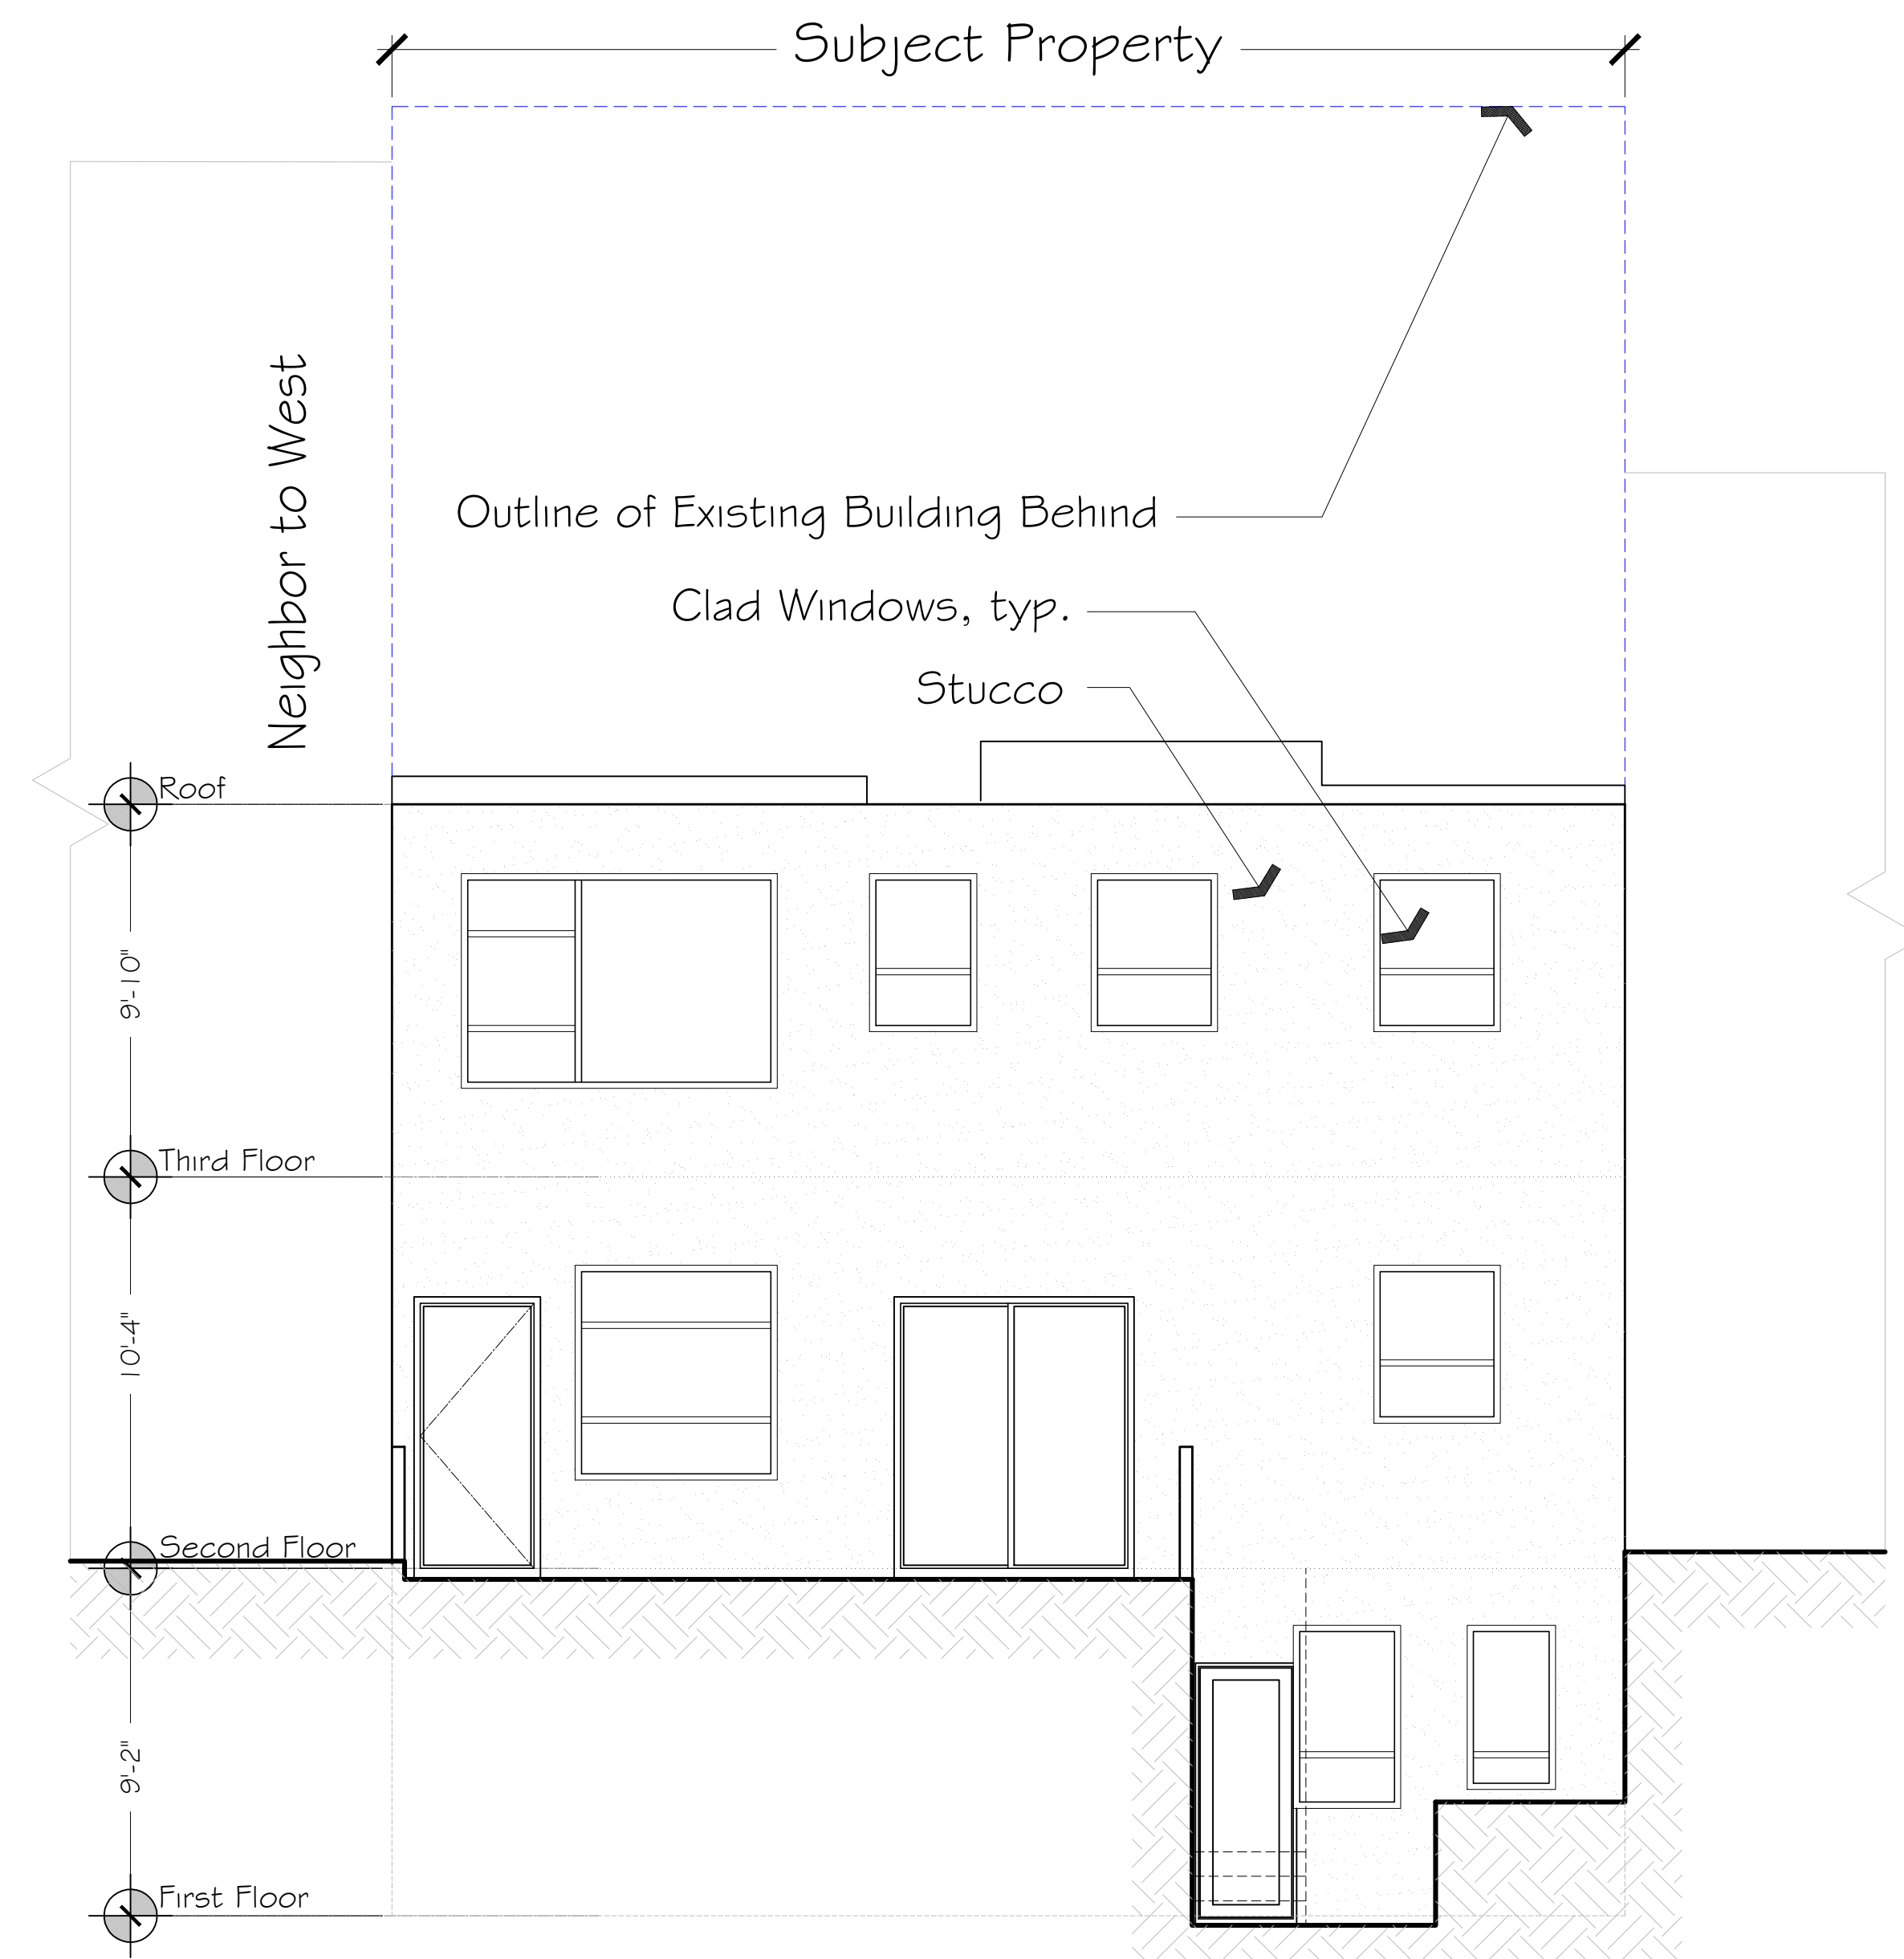 Subject Property
Neighbor to West
Outline of Existing Building Behind
Clad Windows, typ.
Stucco
Roof
9'-10"
Third Floor
10'-4"
Second Floor
9'-2"
First Floor